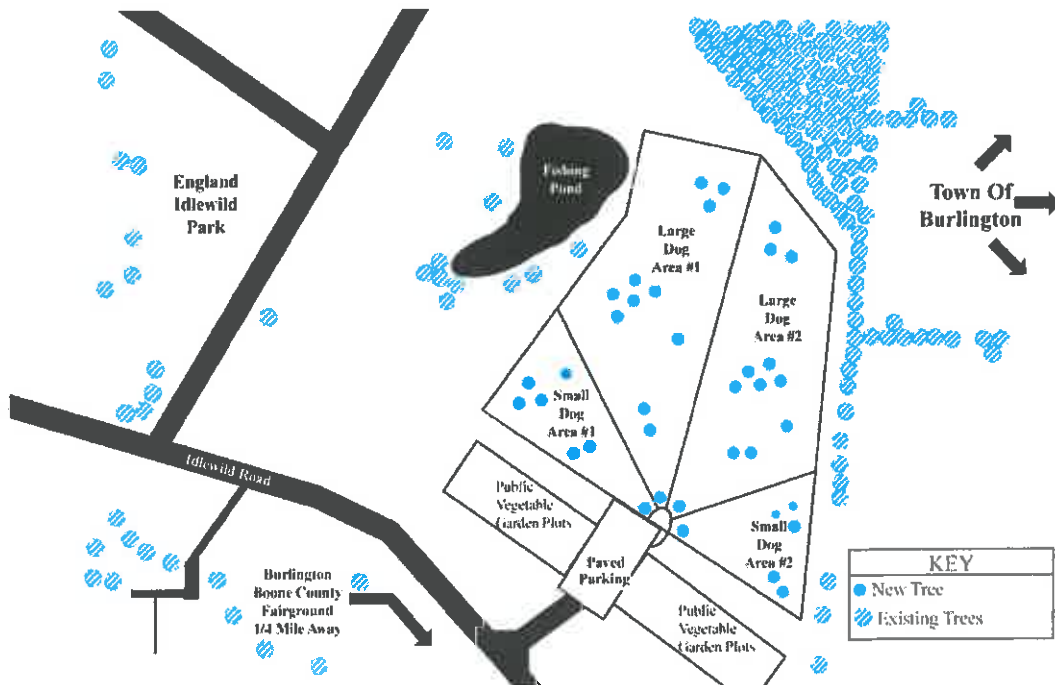 England
Idlewild
Park
Fishing
Pond
Large
Dog
Area #1
Town Of
Burlington
Large
Dog
Area #2
Small
Dog
Area #1
Idlewild Road
Public
Vegetable
Garden Plots
Small
Dog
Area #2
Paved
Parking
Burlington
Boone County
Fairground
1/4 Mile Away
Public
Vegetable
Garden Plots
KEY
New Tree
Existing Trees